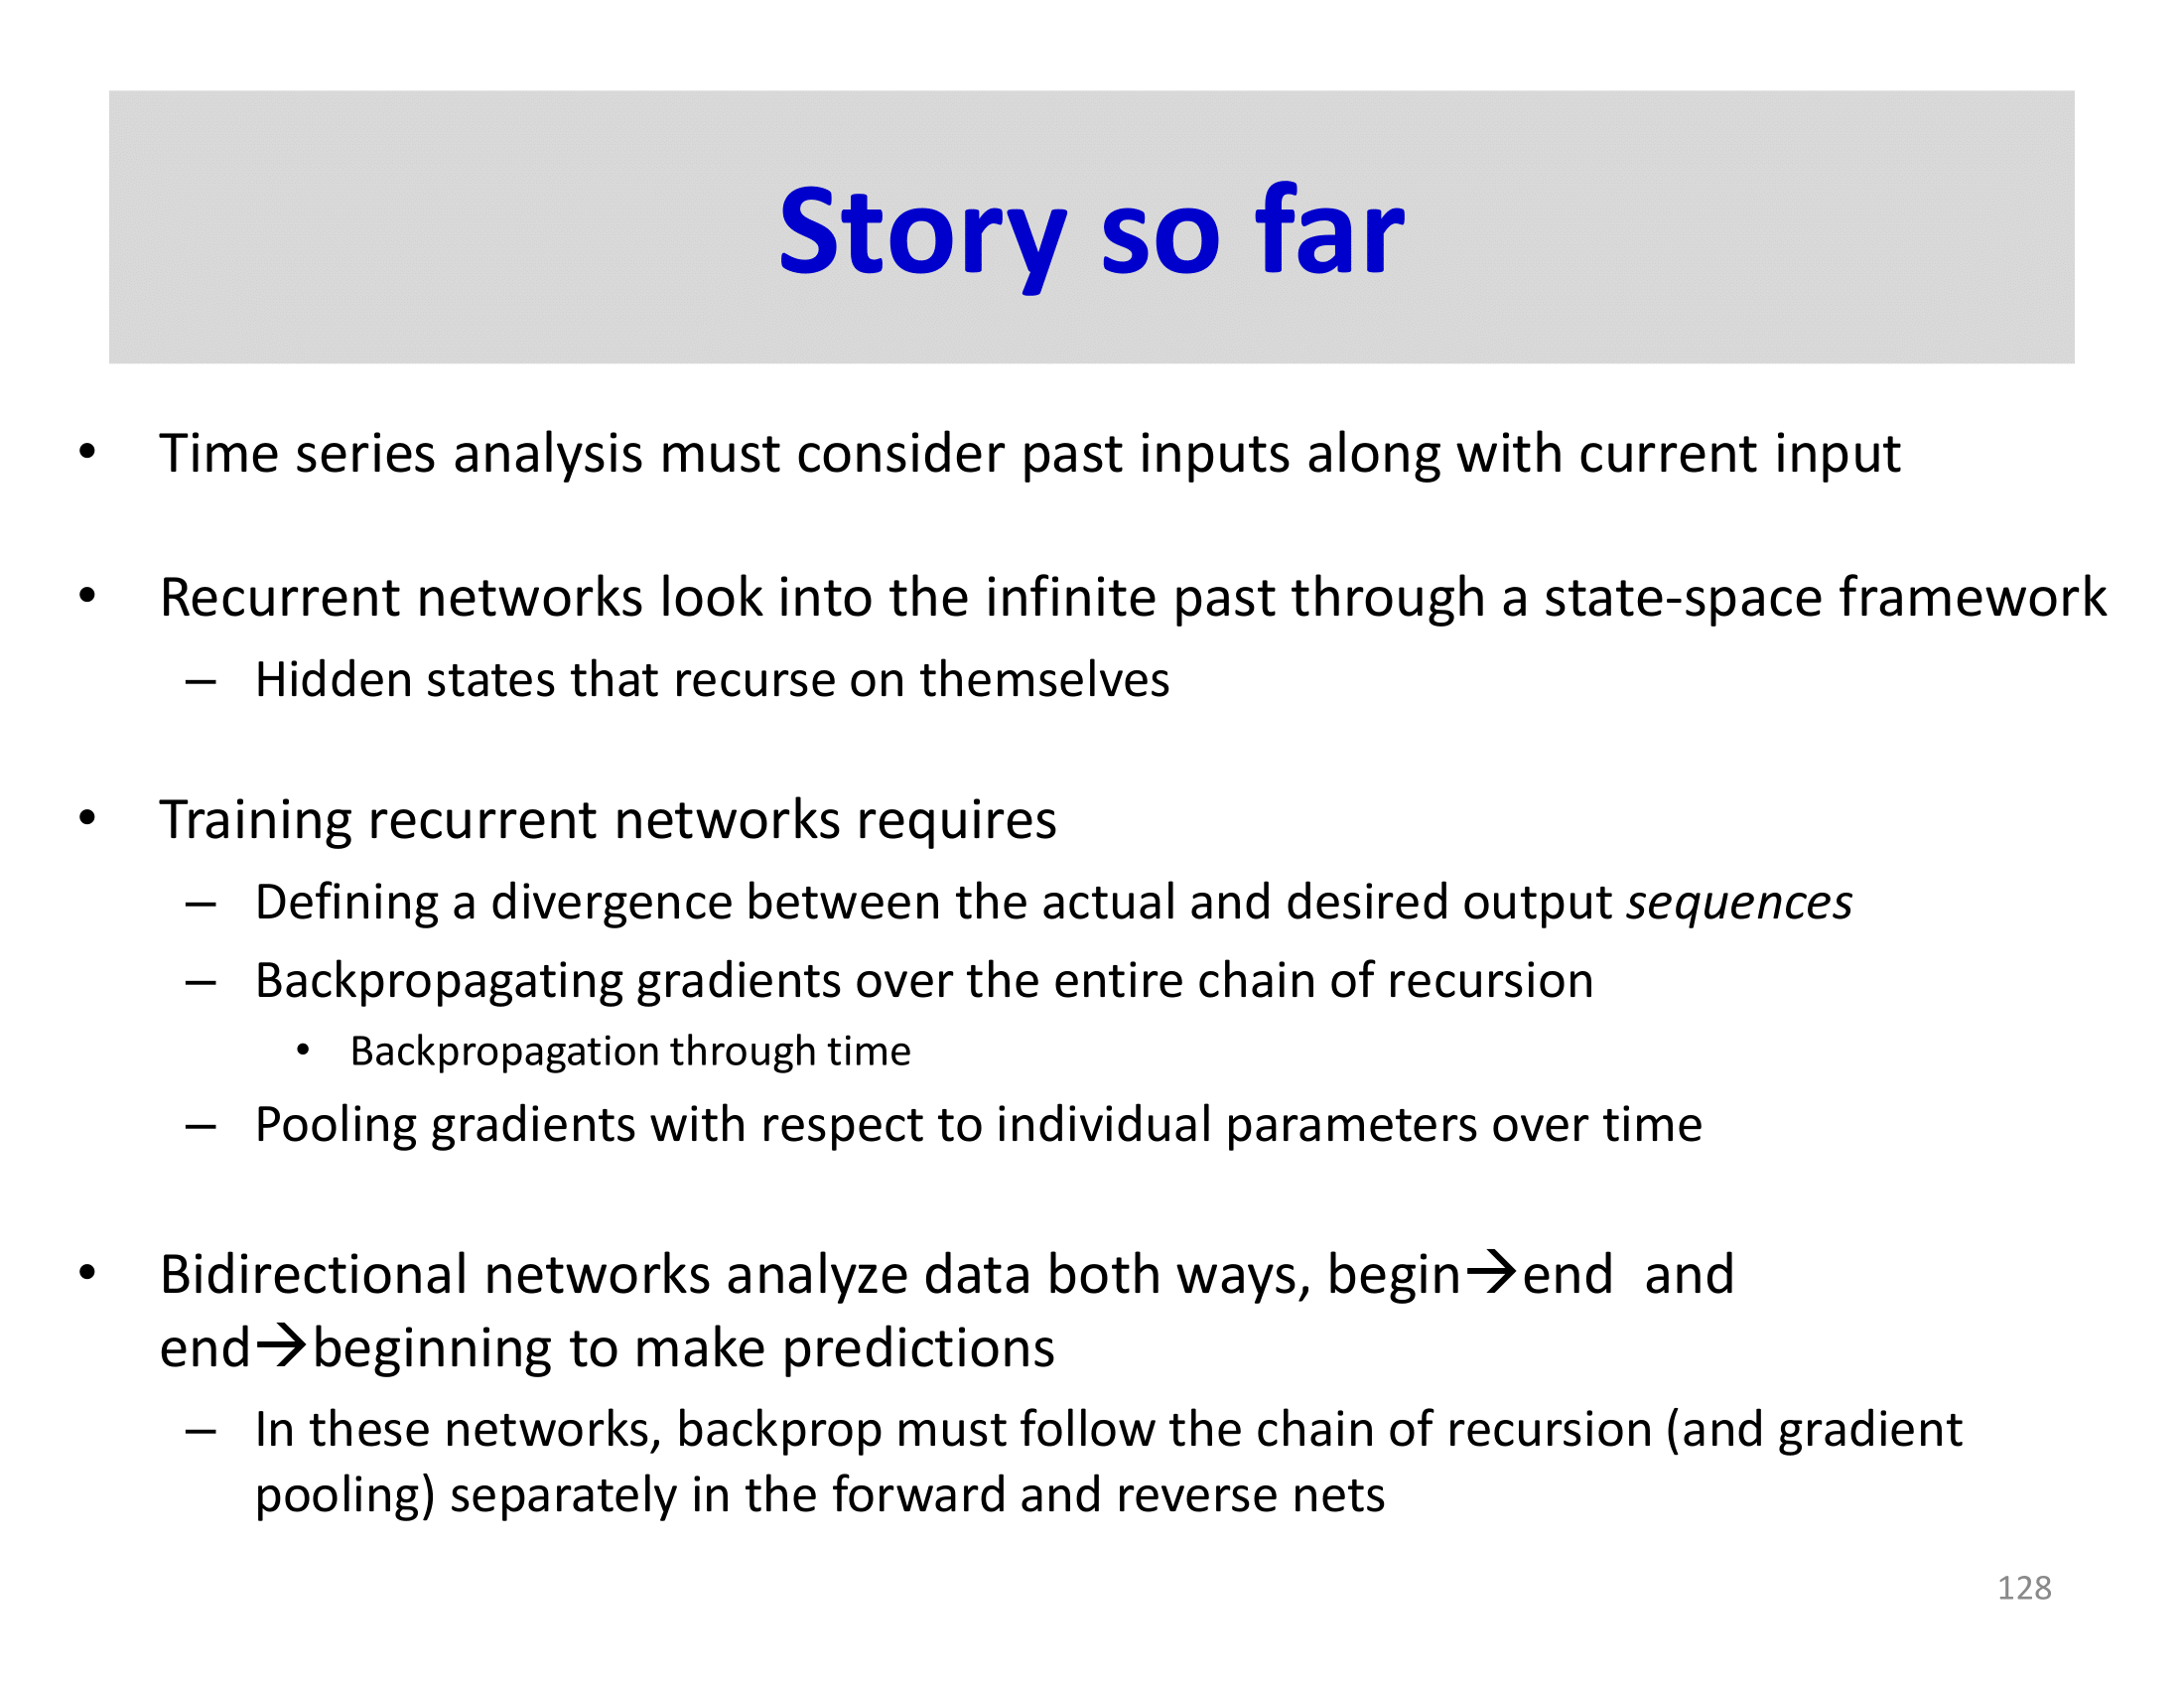 Story so far
• Time series analysis must consider past inputs along with current input
• Recurrent networks look into the infinite past through a state-space framework
– Hidden states that recurse on themselves
• Training recurrent networks requires
– Defining a divergence between the actual and desired output sequences
– Backpropagating gradients over the entire chain of recursion
• Backpropagation through time
– Pooling gradients with respect to individual parameters over time
• Bidirectional networks analyze data both ways, begin→end  and
end→beginning to make predictions
– In these networks, backprop must follow the chain of recursion (and gradient
pooling) separately in the forward and reverse nets
128